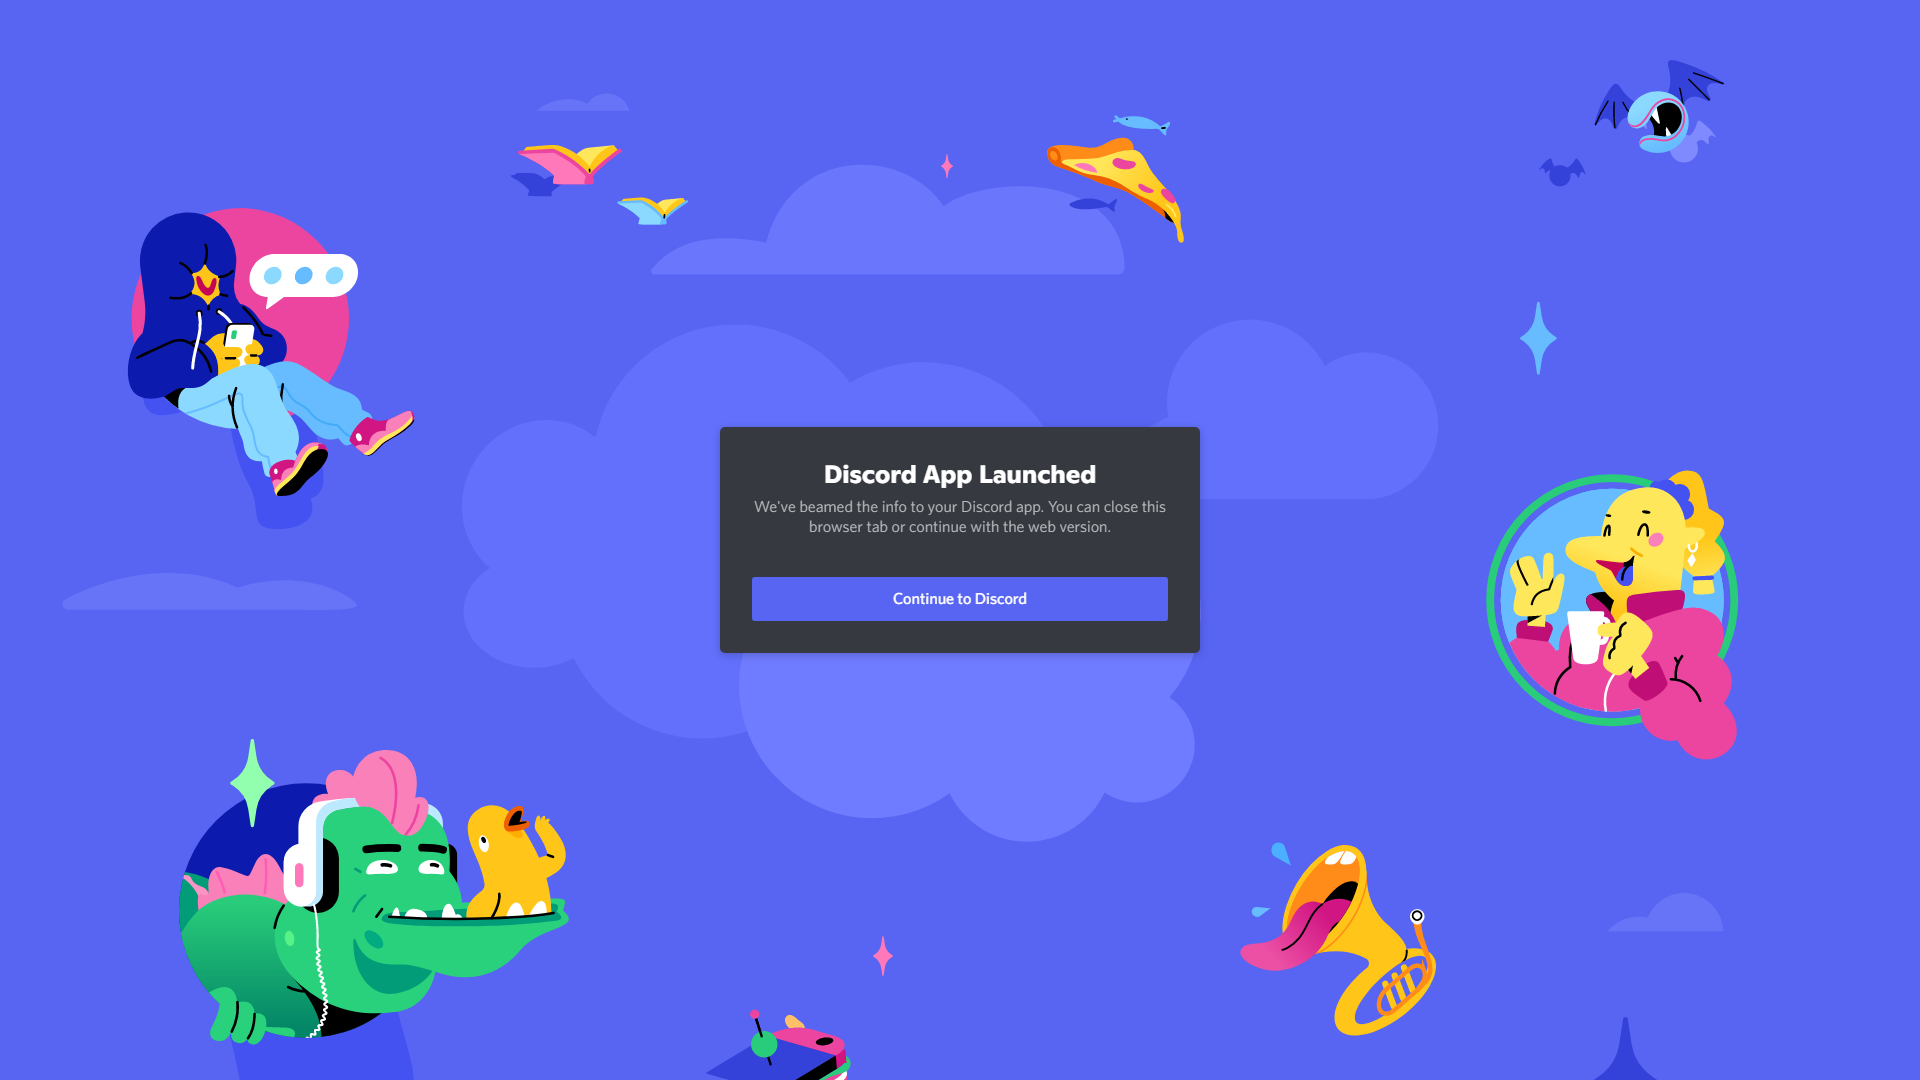 Discord App Launched
We've beamed the info to your Discord app. You can close this
browser tab or continue with the web version.
Continue to Discord